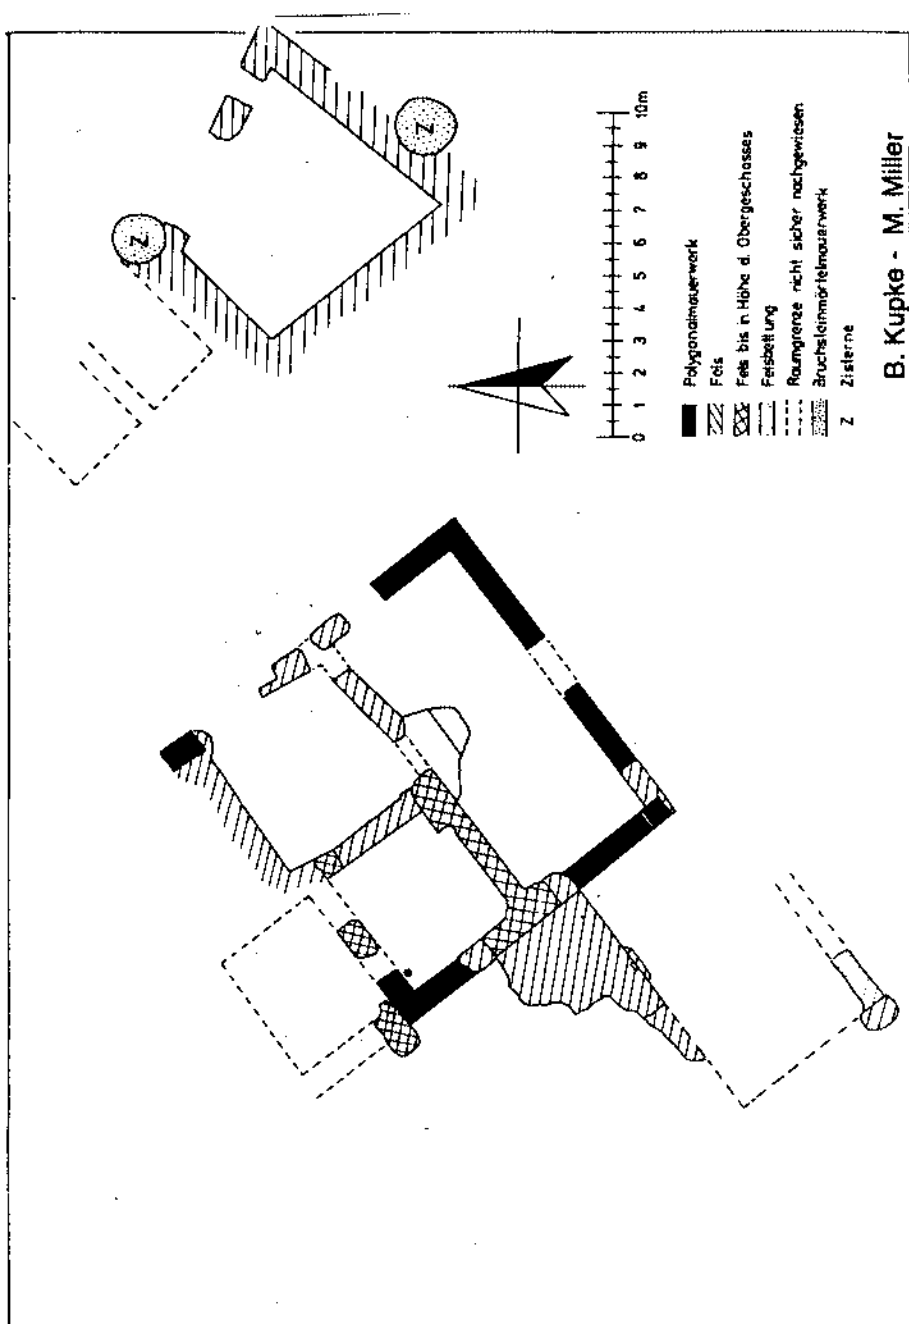 Z
Z
0 1 2 3 4 5 6 7 8 9 10m
Polygonalmauerwerk
Fels
Fels bis in Höhe d. Obergeschosses
Felsbettung
Raumgrenze nicht sicher nachgewiesen
Bruchsteinmörtelmauerwerk
Z Zisterne
B. Kupke - M. Miller